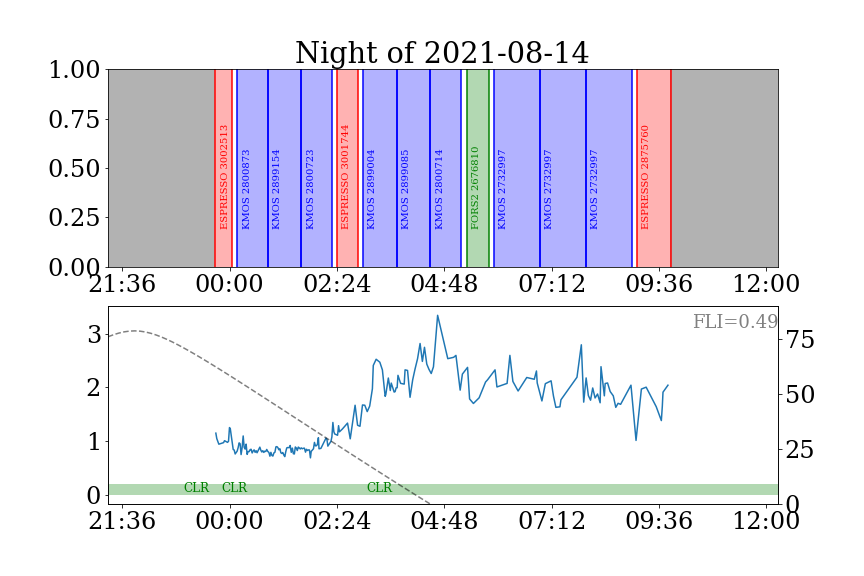 Night of 2021-08-14
1.00
0.75
0.50
0.25
0.00
ESPRESSO 3002513
KMOS 2800873
KMOS 2899154
KMOS 2800723
ESPRESSO 3001744
KMOS 2899004
KMOS 2899085
KMOS 2800714
FORS2 2676810
KMOS 2732997
KMOS 2732997
KMOS 2732997
ESPRESSO 2875760
21:36 00:00 02:24 04:48 07:12 09:36 12:00
FLI=0.49
3
2
1
0
75
50
25
0
CLR CLR CLR
21:36 00:00 02:24 04:48 07:12 09:36 12:00